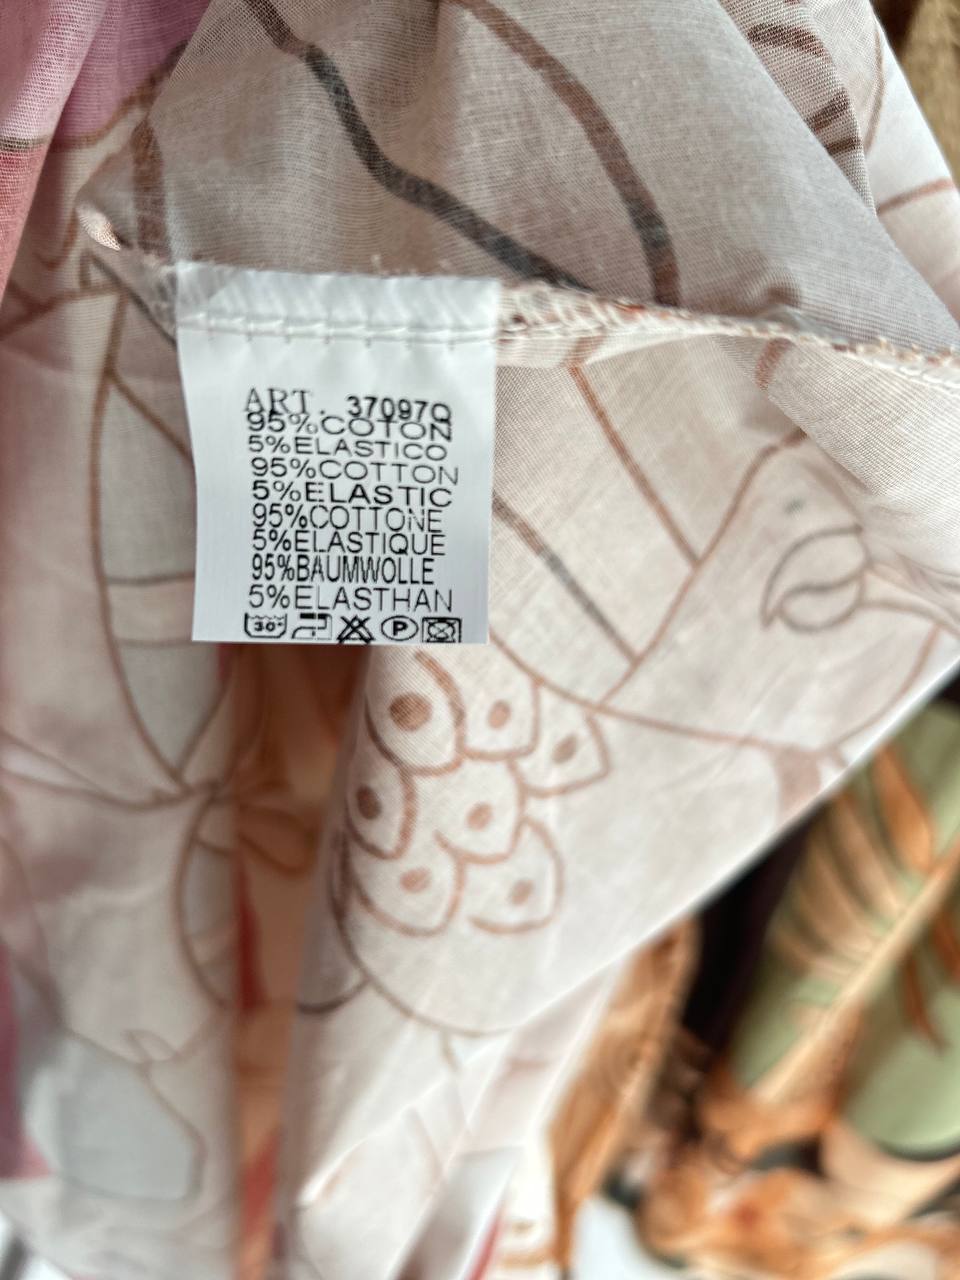 ART. 37097Q
95%COTON
5%ELASTICO
95%COTTON
5%ELASTIC
95%COTTONE
5%ELASTIQUE
95%BAUMWOLLE
5%ELASTHAN
30° P